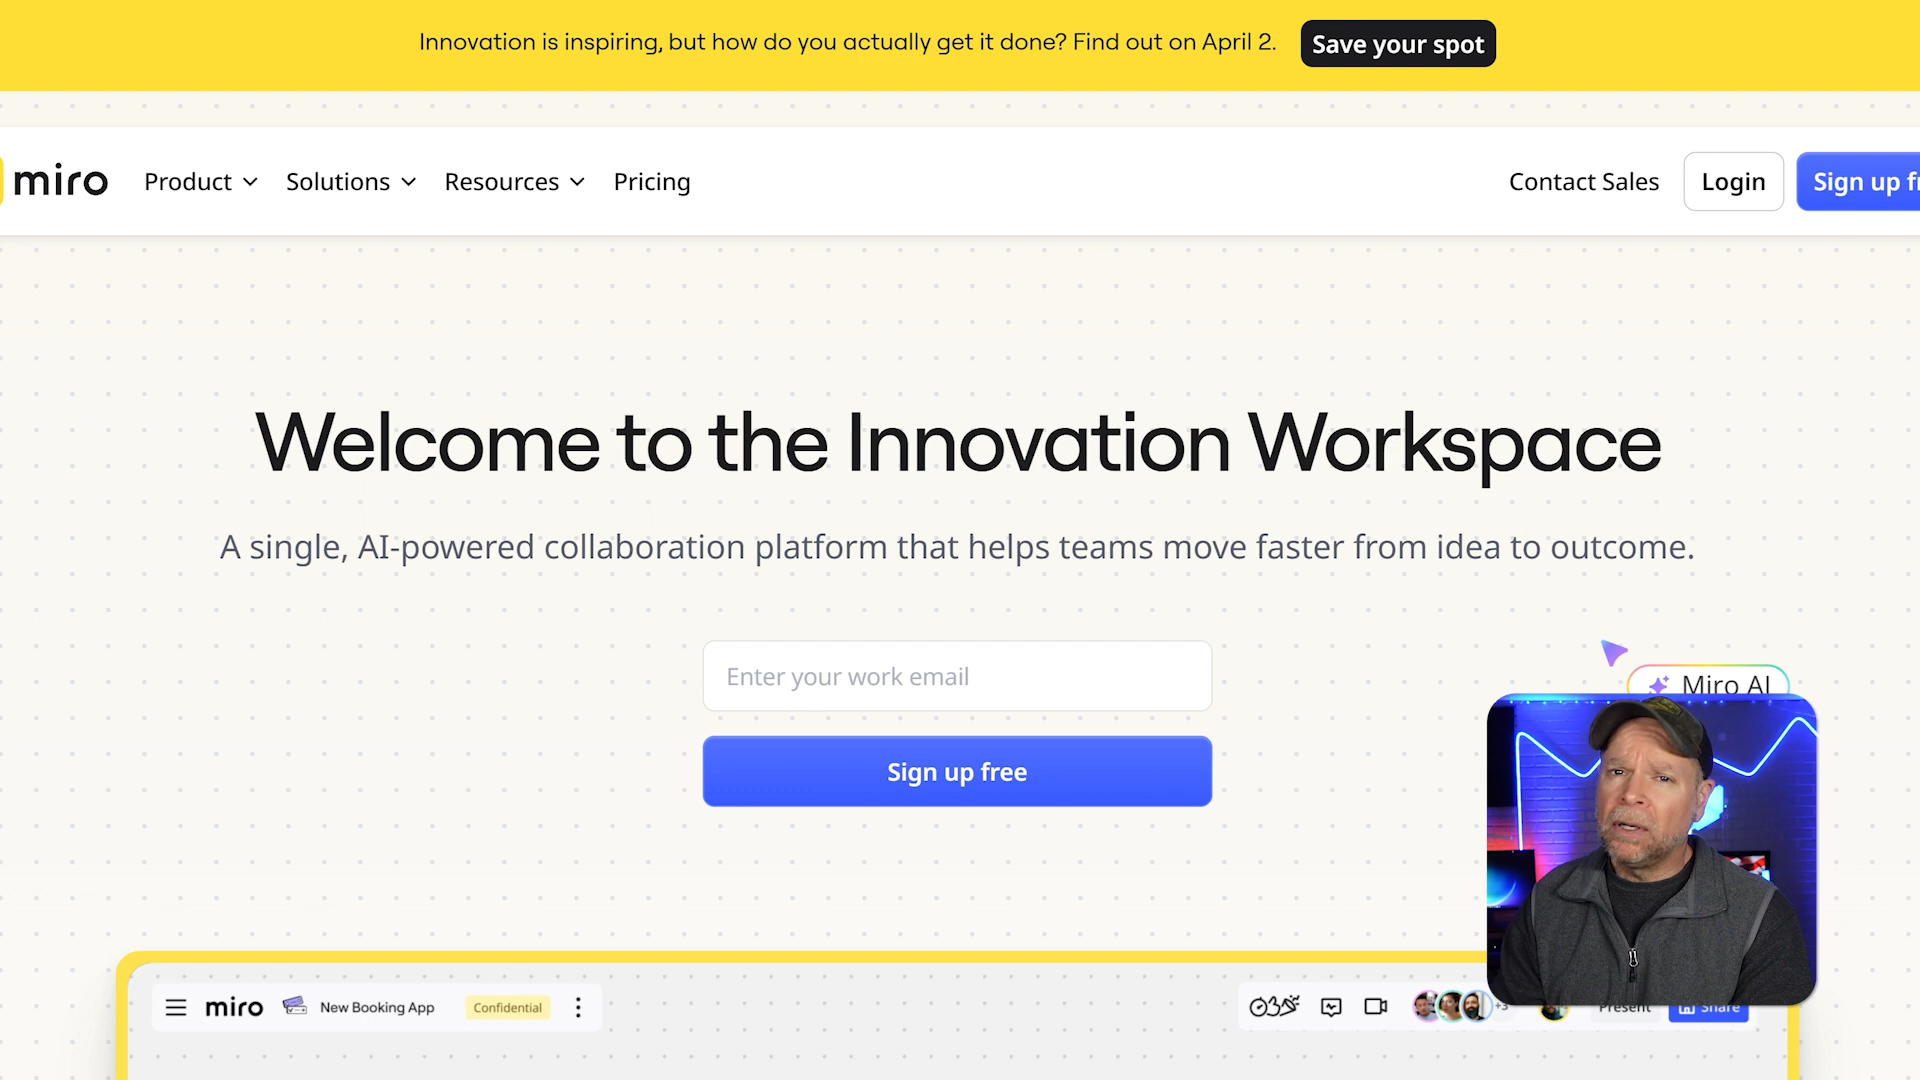 Innovation is inspiring, but how do you actually get it done? Find out on April 2. Save your spot
miro Product Solutions Resources Pricing Contact Sales Login Sign up
Welcome to the Innovation Workspace
A single, AI-powered collaboration platform that helps teams move faster from idea to outcome.
Enter your work email
Miro AI
Sign up free
miro New Booking App Confidential +3 Present Share